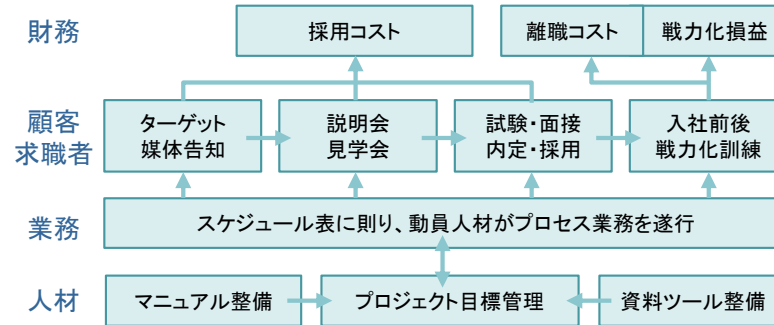 財務
採用コスト
離職コスト
戦力化損益
顧客
求職者
ターゲット
媒体告知
説明会
見学会
試験・面接
内定・採用
入社前後
戦力化訓練
業務
スケジュール表に則り、動員人材がプロセス業務を遂行
人材
マニュアル整備
プロジェクト目標管理
資料ツール整備